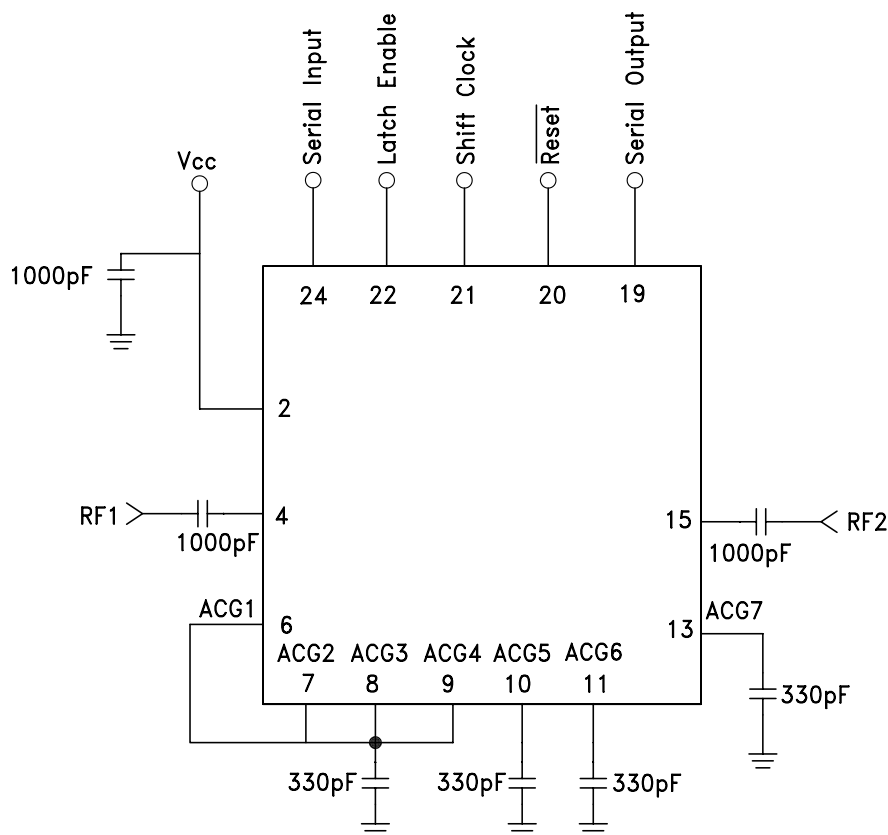 Serial Input
Latch Enable
Shift Clock
Reset
Serial Output
Vcc
1000pF
24
22
21
20
19
2
RF1
1000pF
4
15
1000pF
RF2
ACG1
6
ACG7
13
ACG2
ACG3
ACG4
ACG5
ACG6
7
8
9
10
11
330pF
330pF
330pF
330pF